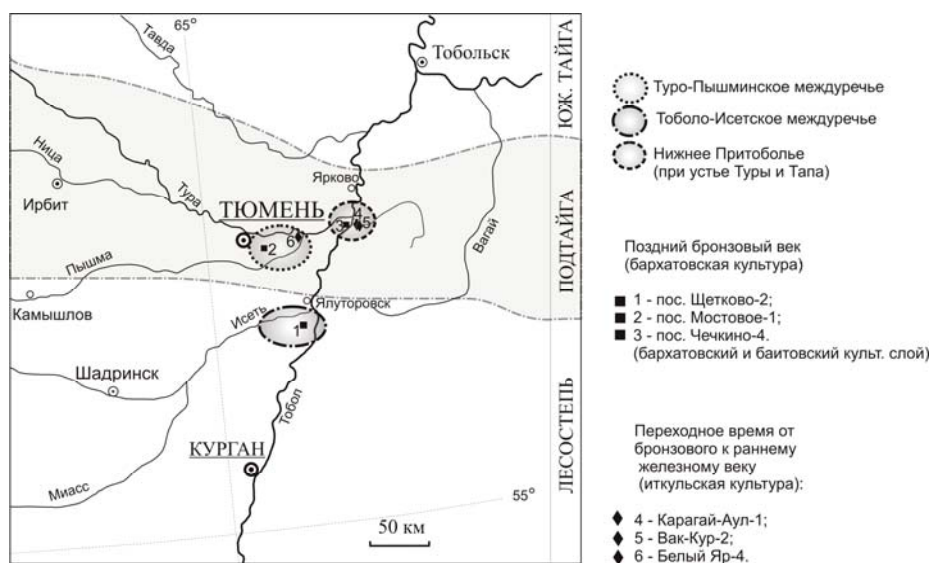 65°
Тавда
Тобольск
ЮЖ. ТАЙГА
Ница
Ирбит
Тура
ТЮМЕНЬ
Ярково
4
3
5
6
2
Вагай
ПОДТАЙГА
Пышма
Камышлов
Исеть
Ялуторовск
1
Шадринск
Тобол
КУРГАН
Миасс
ЛЕСОСТЕПЬ
55°
50 км
Туро-Пышминское междуречье
Тоболо-Исетское междуречье
Нижнее Притоболье
(при устье Туры и Тапа)
Поздний бронзовый век
(бархатовская культура)
1 - пос. Щетково-2;
2 - пос. Мостовое-1;
3 - пос. Чечкино-4.
(бархатовский и баитовский культ. слой)
Переходное время от
бронзового к раннему
железному веку
(иткульская культура):
4 - Карагай-Аул-1;
5 - Вак-Кур-2;
6 - Белый Яр-4.